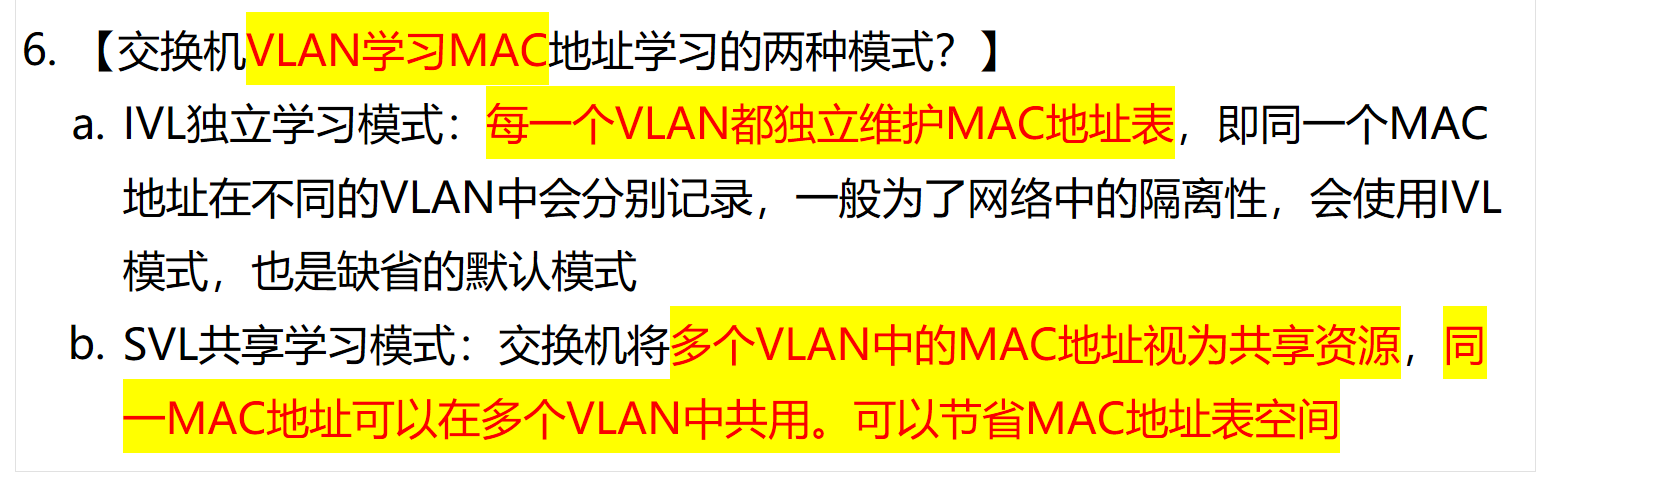 6. 【交换机VLAN学习MAC地址学习的两种模式？】
a. IVL独立学习模式：每一个VLAN都独立维护MAC地址表，即同一个MAC
地址在不同的VLAN中会分别记录，一般为了网络中的隔离性，会使用IVL
模式，也是缺省的默认模式
b. SVL共享学习模式：交换机将多个VLAN中的MAC地址视为共享资源，同
一MAC地址可以在多个VLAN中共用。可以节省MAC地址表空间